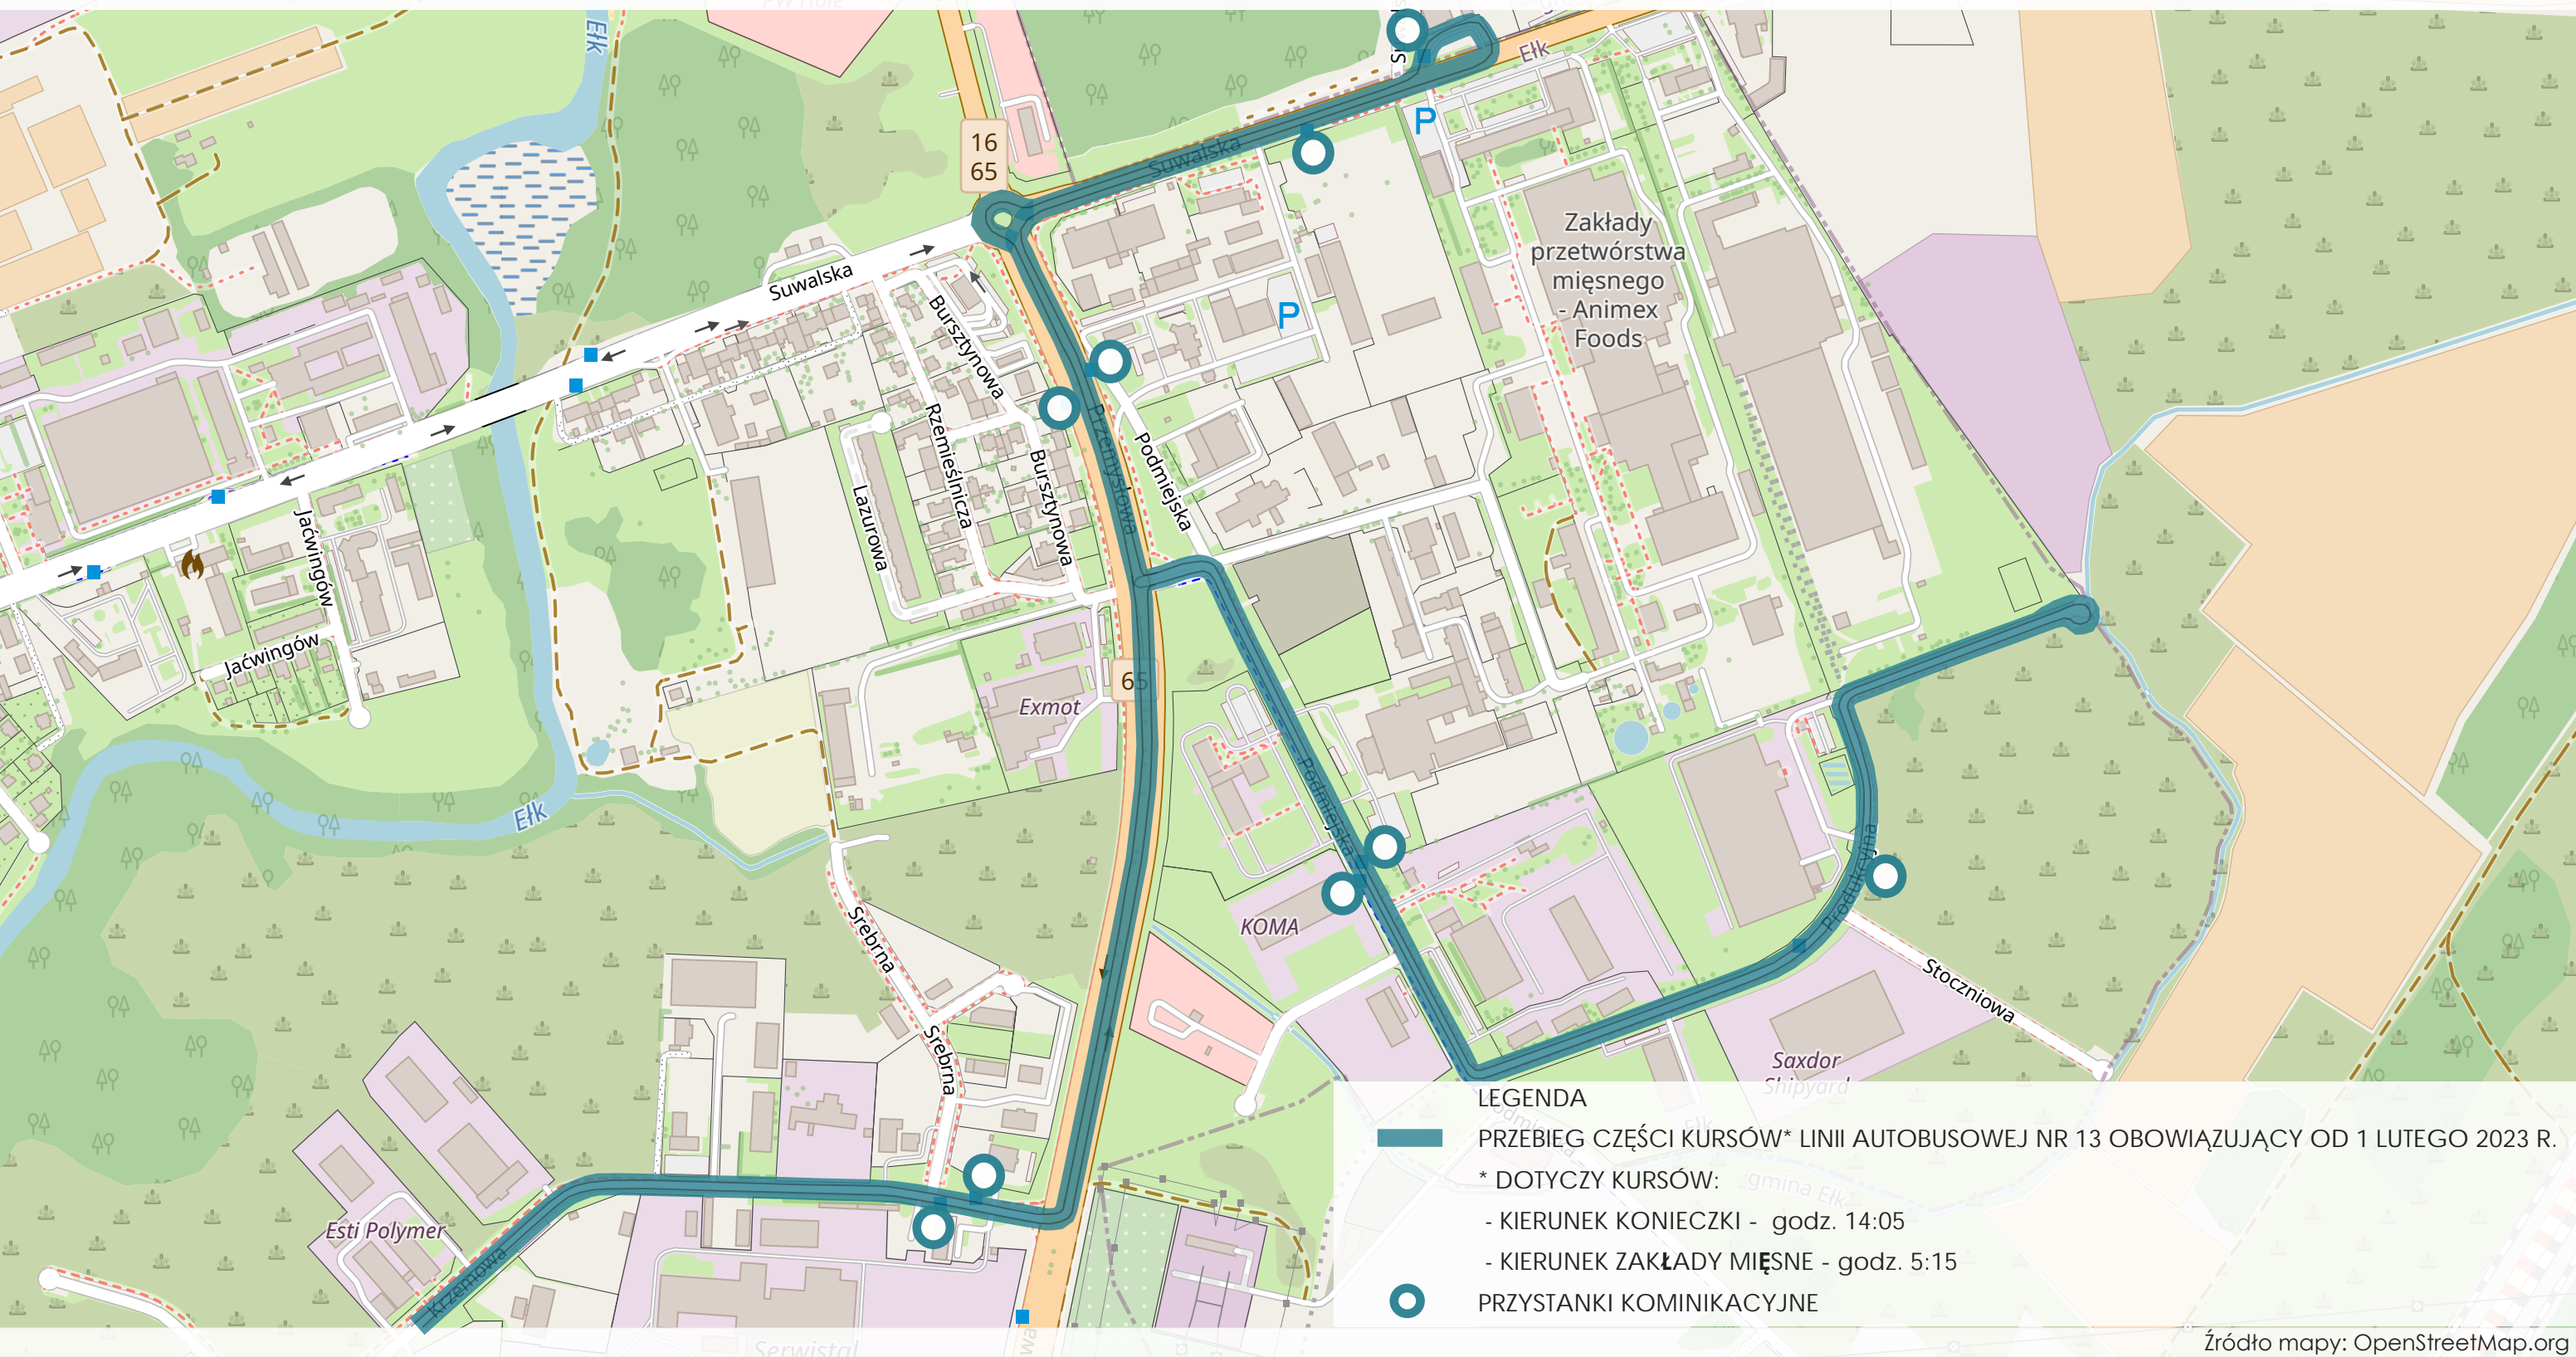 Ełk
Ełk
16
65
Suwalska
P
Zakłady
przetwórstwa
mięsnego
- Animex
Foods
Suwalska
P
Bursztynowa
Przemysłowa
Podmiejska
Rzemieślnicza
Bursztynowa
Lazurowa
Jaćwingów
Jaćwingów
65
Exmot
Podmiejska
Ełk
Produkcyjna
Srebrna
KOMA
Stoczniowa
Srebrna
Saxdor
Shipyard
Esti Polymer
Krzemowa
Serwistal
gmina Ełk
LEGENDA
PRZEBIEG CZĘŚCI KURSÓW* LINII AUTOBUSOWEJ NR 13 OBOWIĄZUJĄCY OD 1 LUTEGO 2023 R.
* DOTYCZY KURSÓW:
- KIERUNEK KONIECZKI - godz. 14:05
- KIERUNEK ZAKŁADY MIĘSNE - godz. 5:15
PRZYSTANKI KOMINIKACYJNE
Źródło mapy: OpenStreetMap.org